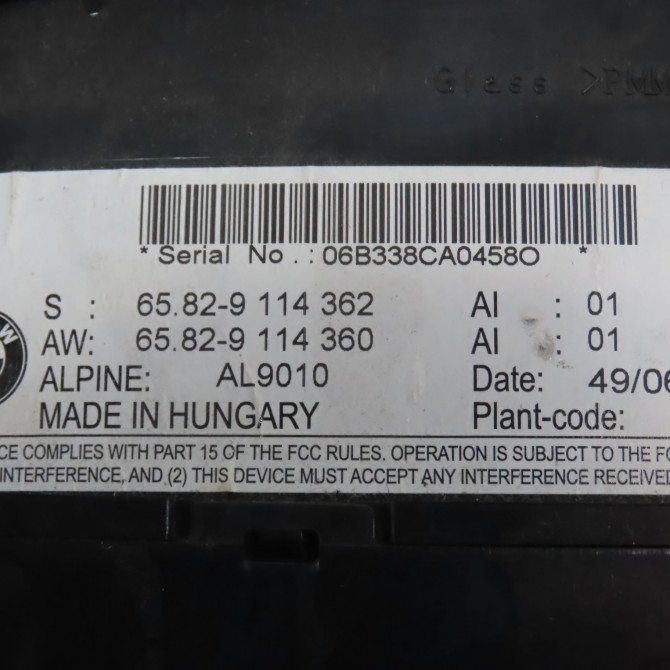 Glass >PMM
* Serial No . : 06B338CA0458O *
S : 65.82-9 114 362 AI : 01
AW: 65.82-9 114 360 AI : 01
ALPINE: AL9010 Date: 49/06
MADE IN HUNGARY Plant-code:
CE COMPLIES WITH PART 15 OF THE FCC RULES. OPERATION IS SUBJECT TO THE FO
INTERFERENCE, AND (2) THIS DEVICE MUST ACCEPT ANY INTERFERENCE RECEIVED
W